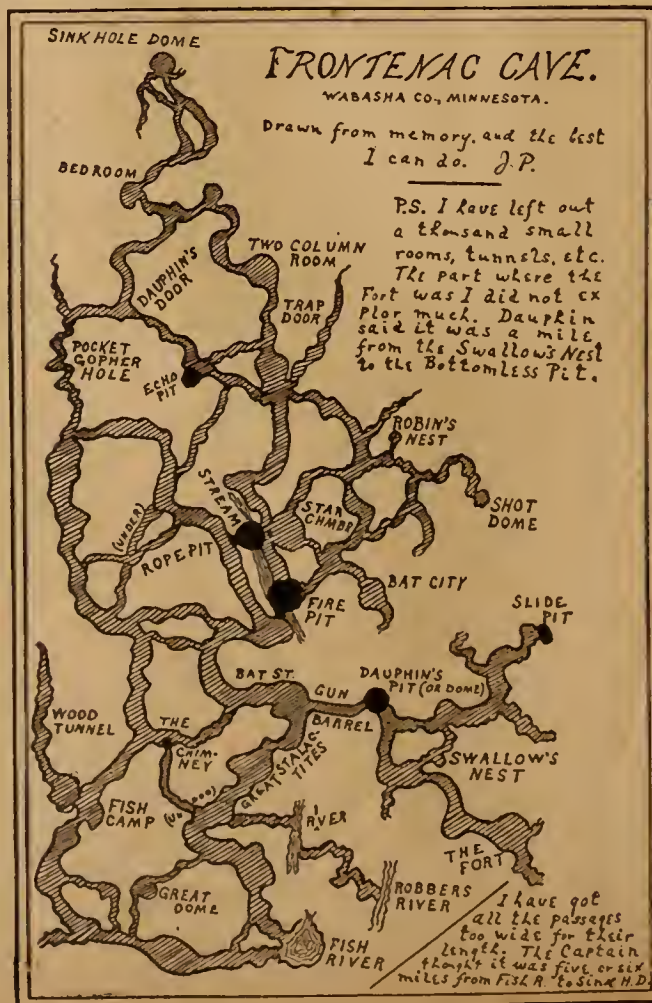 SINK HOLE DOME
FRONTENAC CAVE.
WABASHA CO., MINNESOTA.
Drawn from memory, and the best
I can do. J.P.
BEDROOM
P.S. I have left out
a thousand small
rooms, tunnels, etc.
The part where the
Fort was I did not ex
plor much. Dauphin
said it was a mile
from the Swallow's Nest
to the Bottomless Pit.
TWO COLUMN
ROOM
DAUPHIN'S
DOOR
TRAP
DOOR
POCKET
GOPHER
HOLE
ECHO
PIT
ROBIN'S
NEST
STREAM
STAR
CHMBR
SHOT
DOME
(UNDER)
ROPE PIT
BAT CITY
FIRE
PIT
SLIDE
PIT
BAT ST.
GUN
BARREL
DAUPHIN'S
PIT (OR DOME)
WOOD
TUNNEL
THE
CHIM-
NEY
GREAT STALAC-
TITES
SWALLOW'S
NEST
FISH
CAMP
RIVER
THE
FORT
GREAT
DOME
ROBBERS
RIVER
FISH
RIVER
I have got
all the passages
too wide for their
length. The Captain
thought it was five or six
miles from Fish R. to Sink H.D.